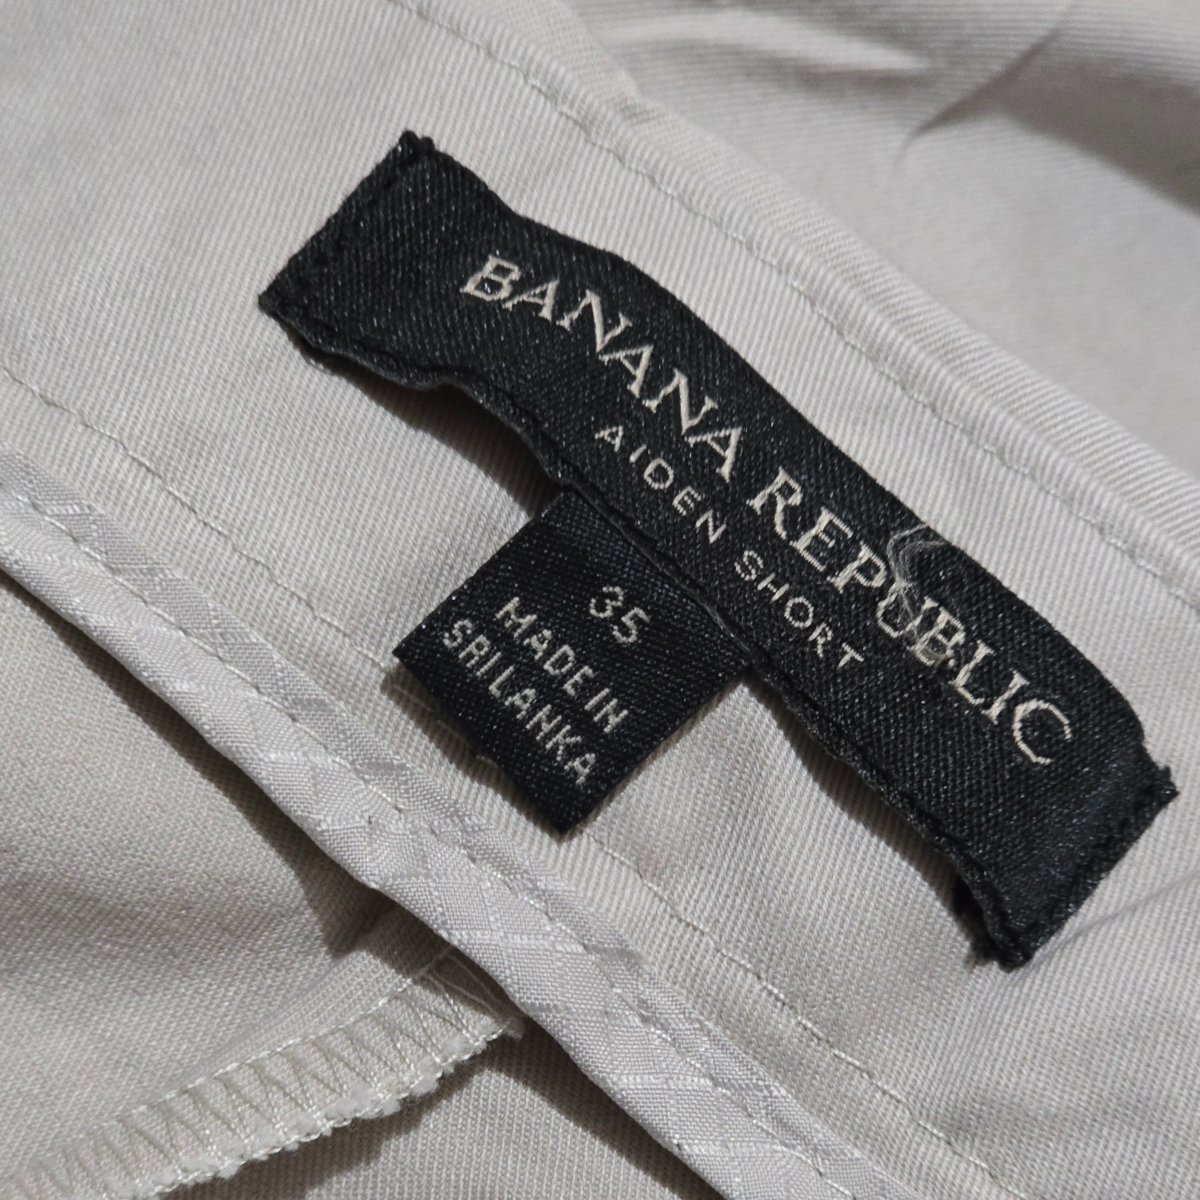 BANANA REPUBLIC
AIDEN SHORT
35
MADE IN
SRI LANKA